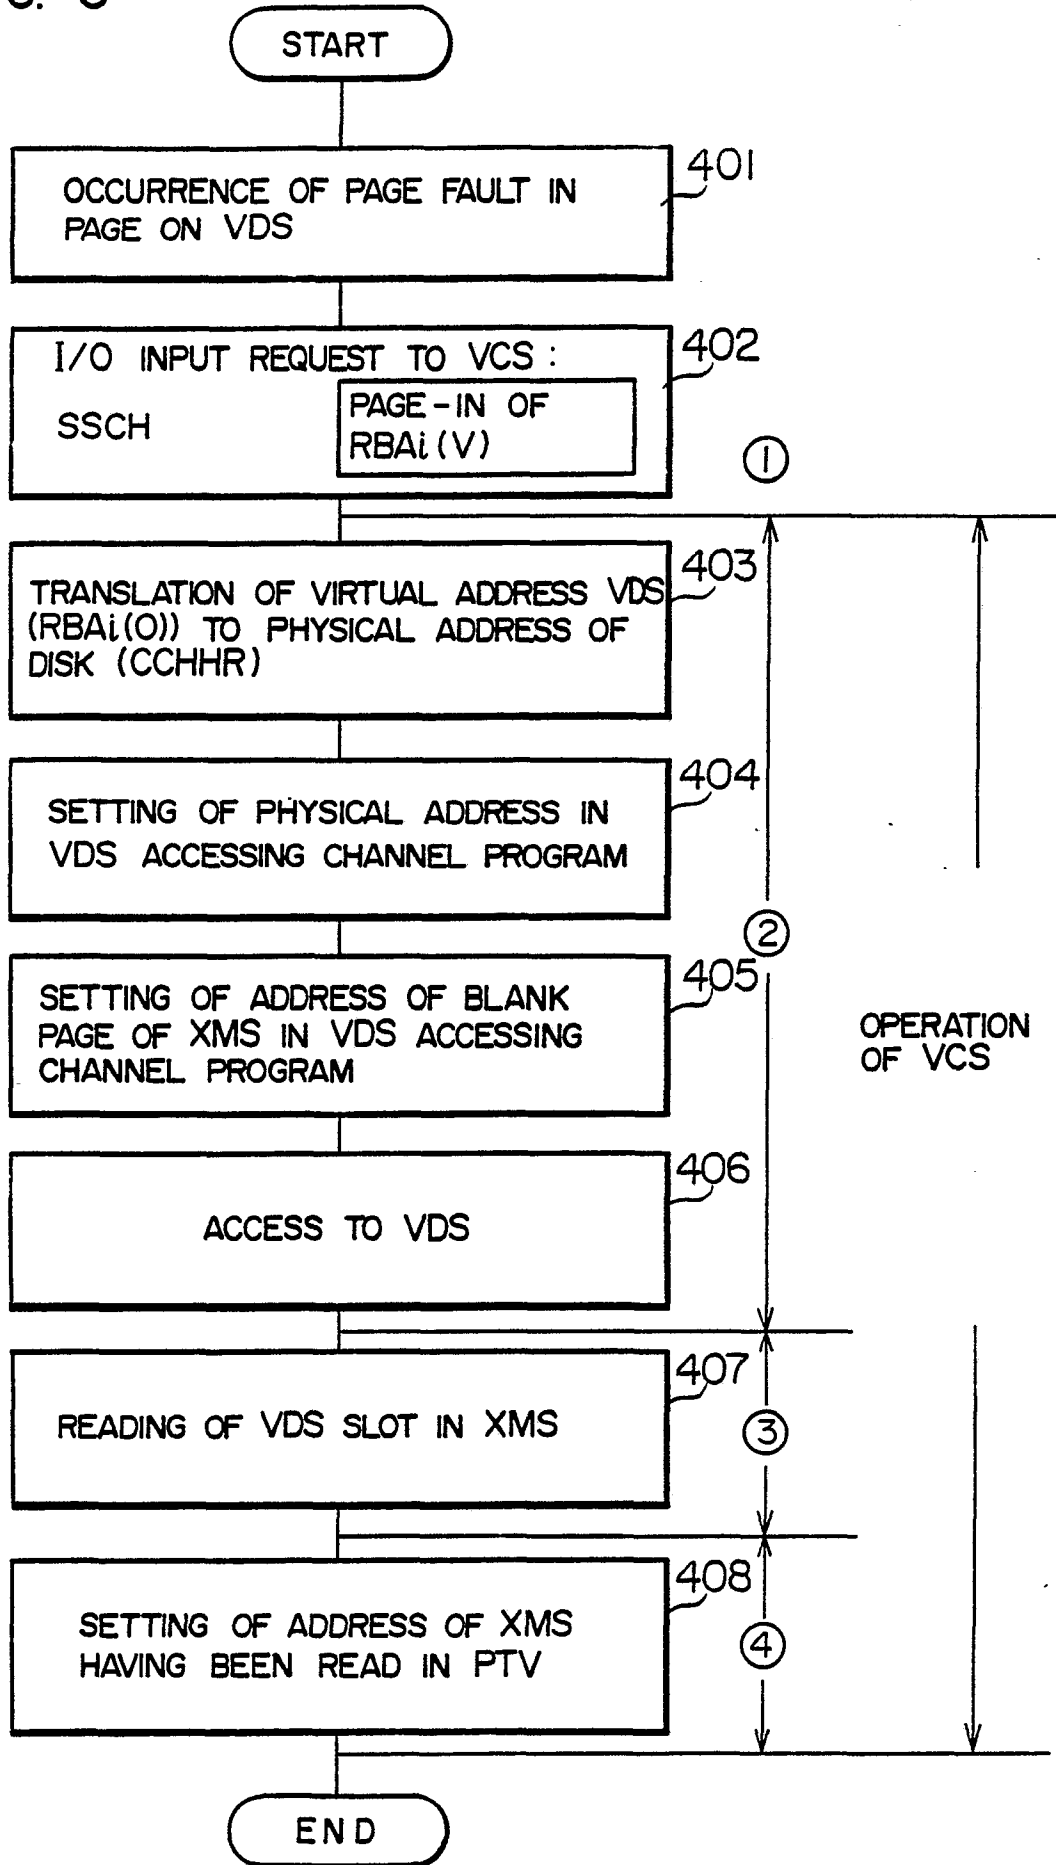 START
401
OCCURRENCE OF PAGE FAULT IN
PAGE ON VDS
402
I/O INPUT REQUEST TO VCS :
SSCH
PAGE-IN OF
RBAi(V)
①
403
TRANSLATION OF VIRTUAL ADDRESS VDS
(RBAi(0)) TO PHYSICAL ADDRESS OF
DISK (CCHHR)
404
SETTING OF PHYSICAL ADDRESS IN
VDS ACCESSING CHANNEL PROGRAM
②
405
SETTING OF ADDRESS OF BLANK
PAGE OF XMS IN VDS ACCESSING
CHANNEL PROGRAM
OPERATION
OF VCS
406
ACCESS TO VDS
407
READING OF VDS SLOT IN XMS
③
408
SETTING OF ADDRESS OF XMS
HAVING BEEN READ IN PTV
④
END